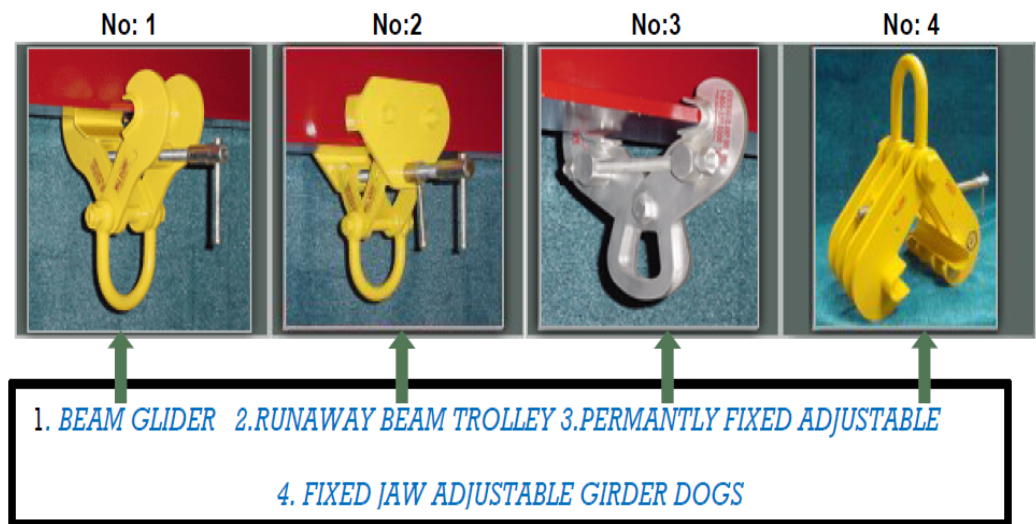 No: 1 No:2 No:3 No: 4
1. BEAM GLIDER 2.RUNAWAY BEAM TROLLEY 3.PERMANTLY FIXED ADJUSTABLE
4. FIXED JAW ADJUSTABLE GIRDER DOGS